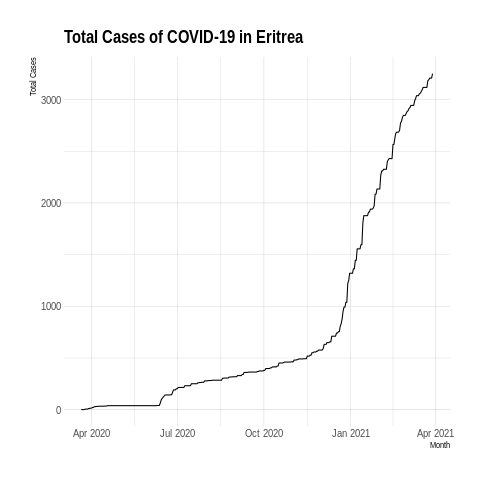 Total Cases of COVID-19 in Eritrea
Total Cases
3000
2000
1000
0
Apr 2020
Jul 2020
Oct 2020
Jan 2021
Apr 2021
Month